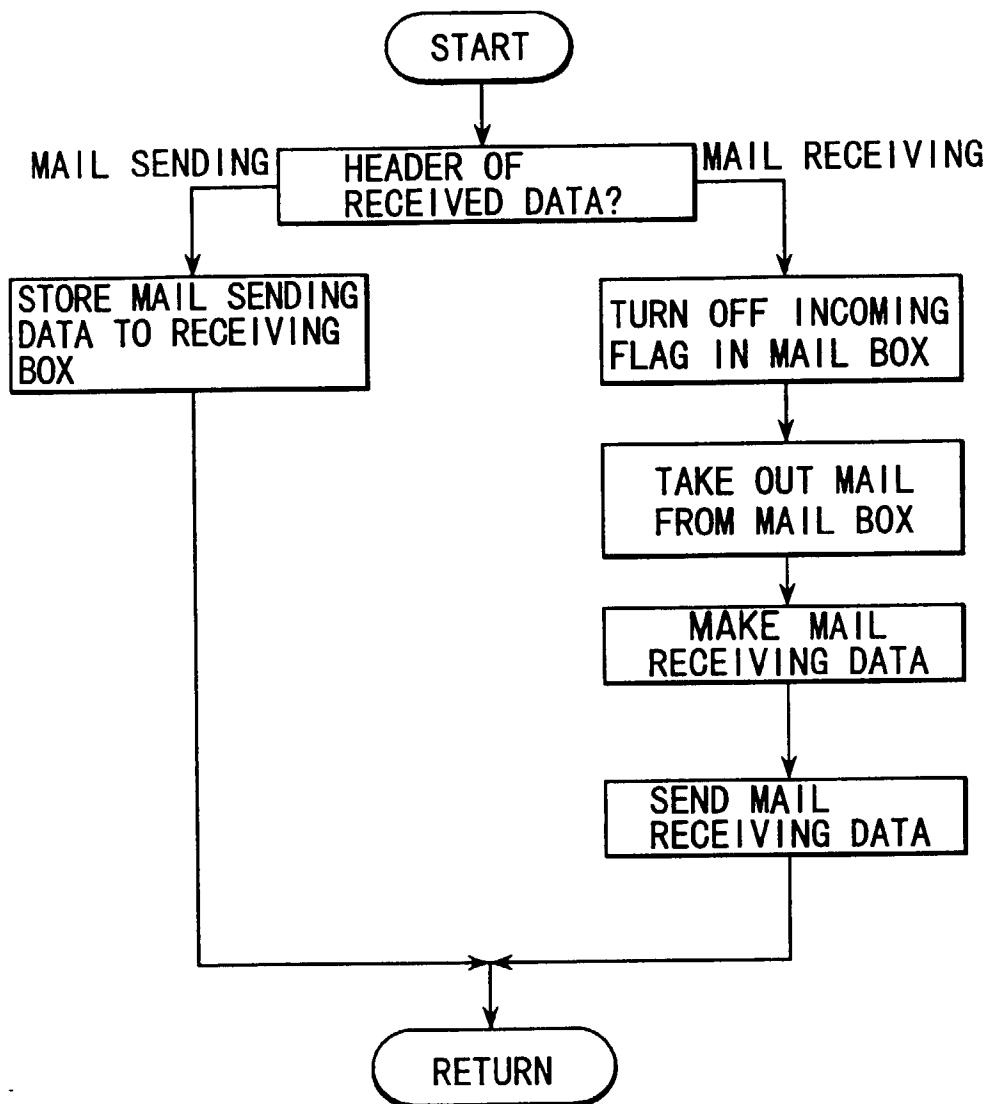 START
MAIL SENDING
HEADER OF
RECEIVED DATA?
MAIL RECEIVING
STORE MAIL SENDING
DATA TO RECEIVING
BOX
TURN OFF INCOMING
FLAG IN MAIL BOX
TAKE OUT MAIL
FROM MAIL BOX
MAKE MAIL
RECEIVING DATA
SEND MAIL
RECEIVING DATA
RETURN